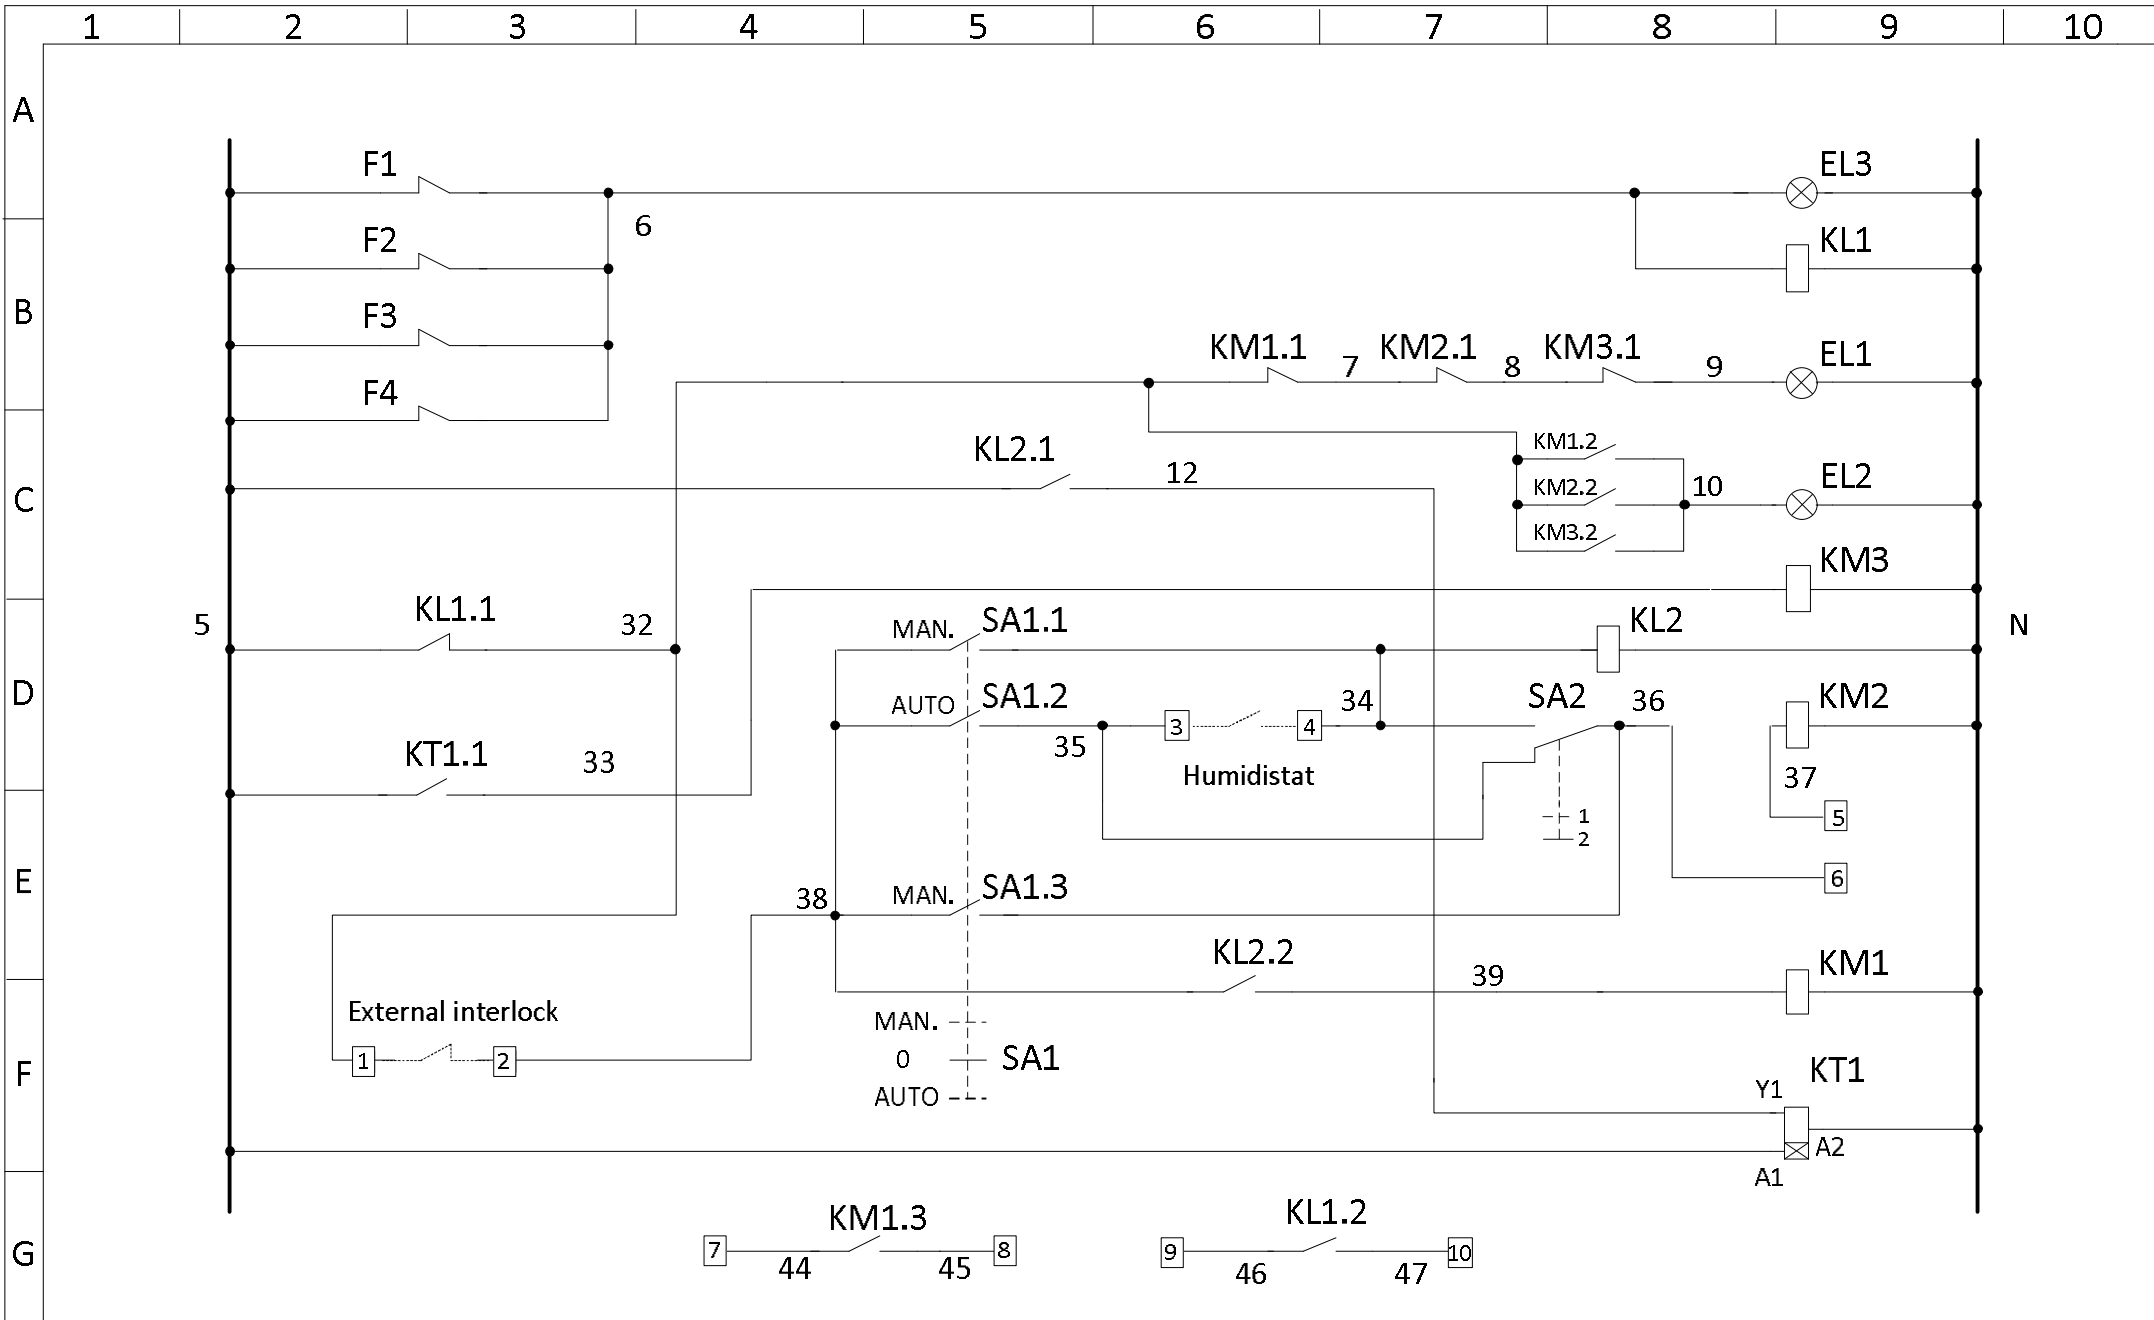 1 2 3 4 5 6 7 8 9 10
A
F1 EL3
6
F2 KL1
B
F3
KM1.1 7 KM2.1 8 KM3.1 9 EL1
F4
KM1.2
KL2.1 12
C
KM2.2 10 EL2
KM3.2
KM3
5 KL1.1 32 MAN. SA1.1 KL2 N
D
AUTO SA1.2 34 SA2 36 KM2
3 4
35
KT1.1 33 Humidistat 37
1 5
2
E
38 MAN. SA1.3 6
KL2.2 39 KM1
External interlock MAN.
1 2 0 SA1
F
KT1
AUTO Y1
A2
A1
KM1.3 KL1.2
G
7 8 9 10
44 45 46 47